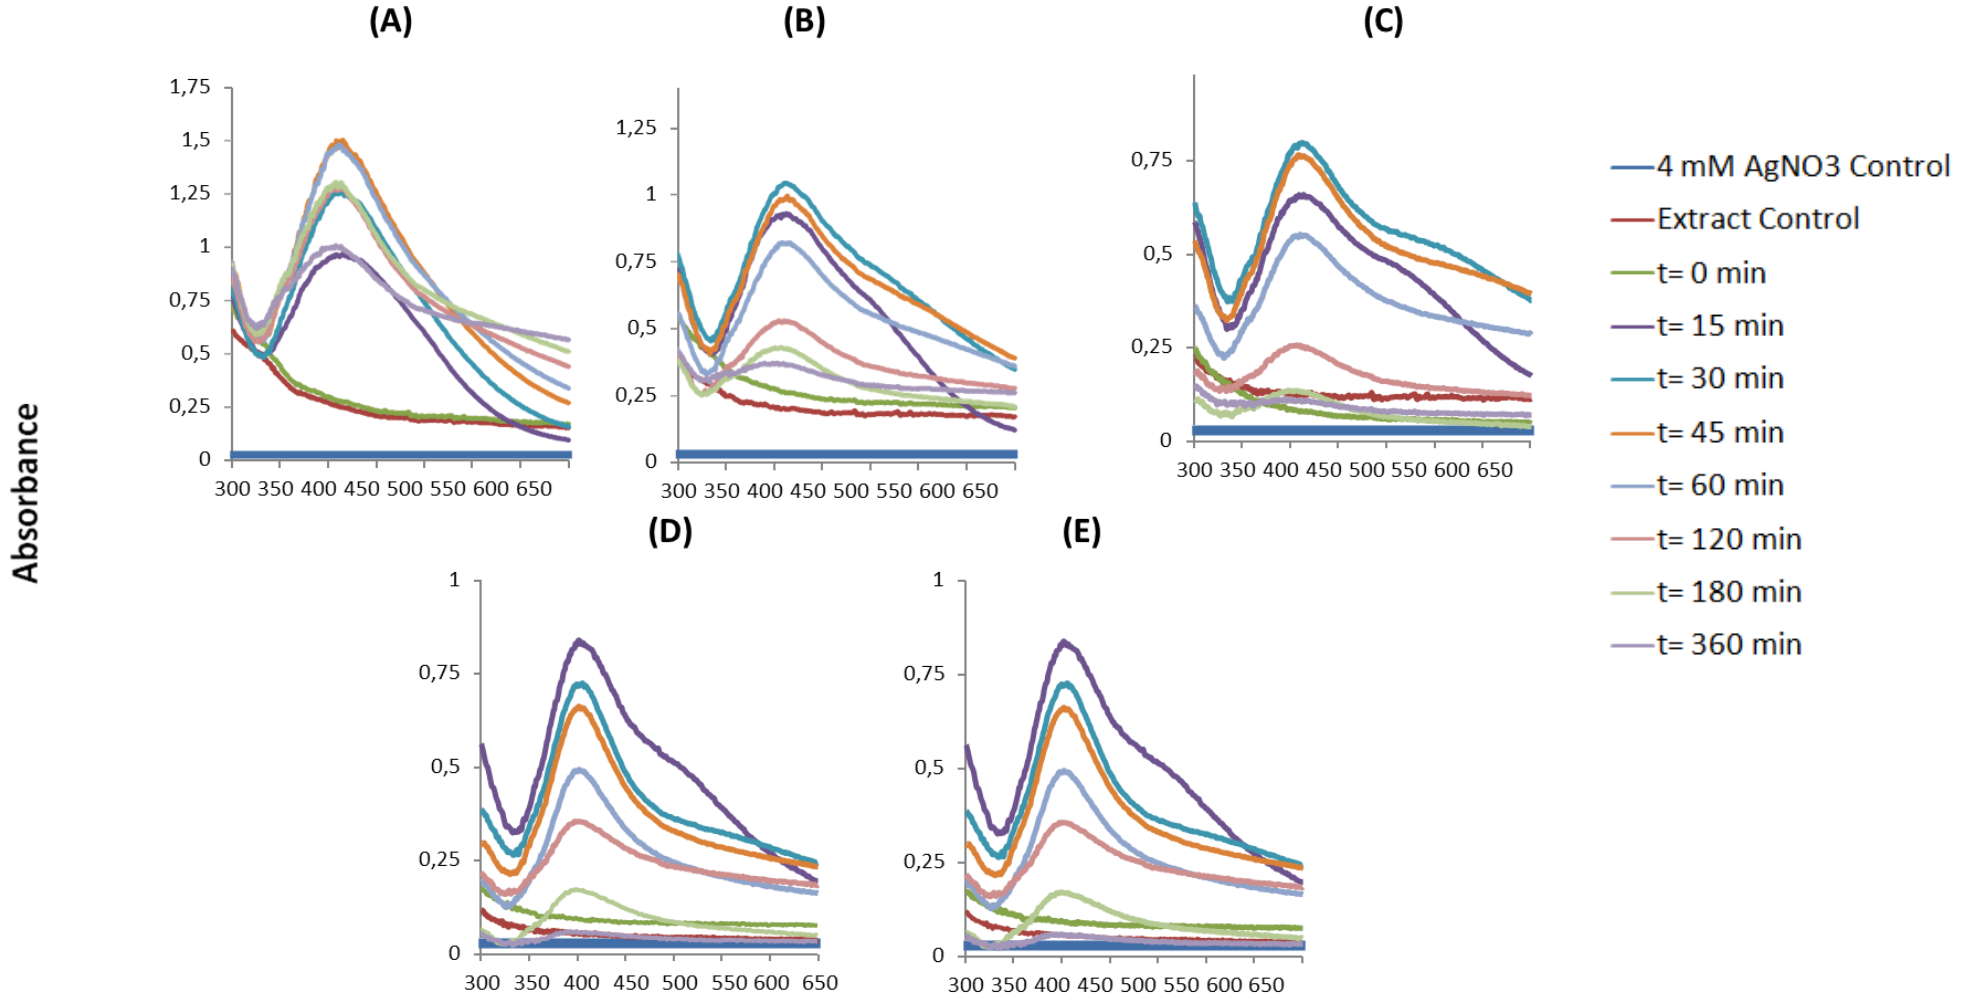 (A)
(B)
(C)
1,75
1,5
1,25
1
0,75
0,5
0,25
0
300 350 400 450 500 550 600 650
1,25
1
0,75
0,5
0,25
0
300 350 400 450 500 550 600 650
0,75
0,5
0,25
0
300 350 400 450 500 550 600 650
4 mM AgNO3 Control
Extract Control
t= 0 min
t= 15 min
t= 30 min
t= 45 min
t= 60 min
t= 120 min
t= 180 min
t= 360 min
Absorbance
(D)
(E)
1
0,75
0,5
0,25
0
300 350 400 450 500 550 600 650
1
0,75
0,5
0,25
0
300 350 400 450 500 550 600 650